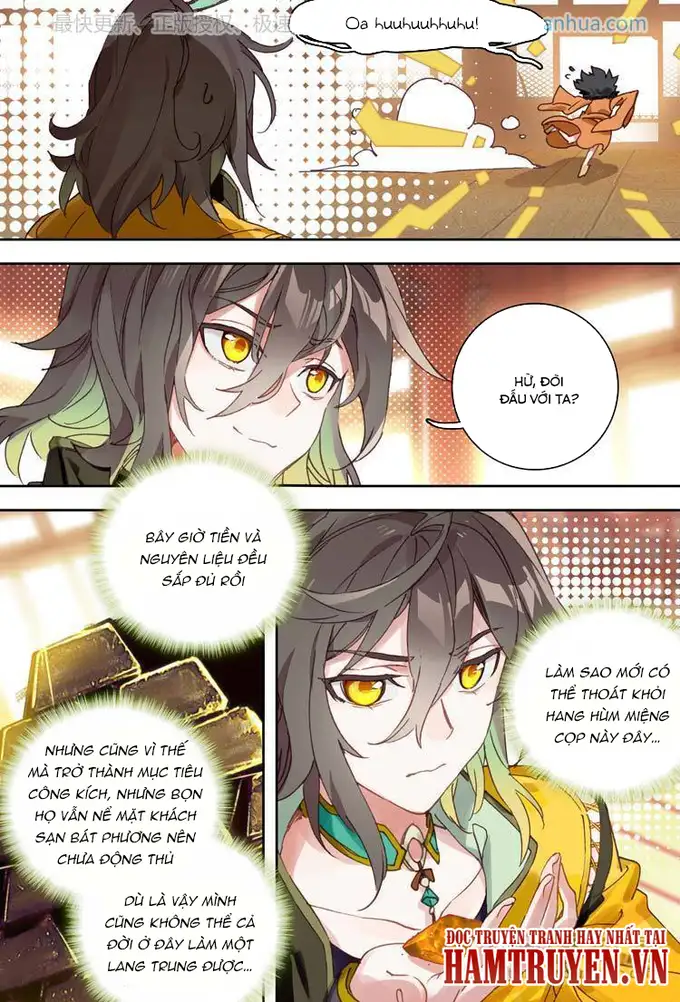 最快更新、正版授权、极速
Oa huuhuuhhuhu!
anhua.com
HỬ, ĐÒI
ĐẤU VỚI TA?
BÂY GIỜ TIỀN VÀ
NGUYÊN LIỆU ĐỀU
SẮP ĐỦ RỒI
LÀM SAO MỚI CÓ
THỂ THOÁT KHỎI
HANG HÙM MIỆNG
CỌP NÀY ĐÂY...
NHƯNG CŨNG VÌ THẾ
MÀ TRỞ THÀNH MỤC TIÊU
CÔNG KÍCH, NHƯNG BỌN
HỌ VẪN NỂ MẶT KHÁCH
SẠN BÁT PHƯƠNG NÊN
CHƯA ĐỘNG THỦ
DÙ LÀ VẬY MÌNH
CŨNG KHÔNG THỂ CẢ
ĐỜI Ở ĐÂY LÀM MỘT
LANG TRUNG ĐƯỢC...
ĐỌC TRUYỆN TRANH HAY NHẤT TẠI
HAMTRUYEN.VN